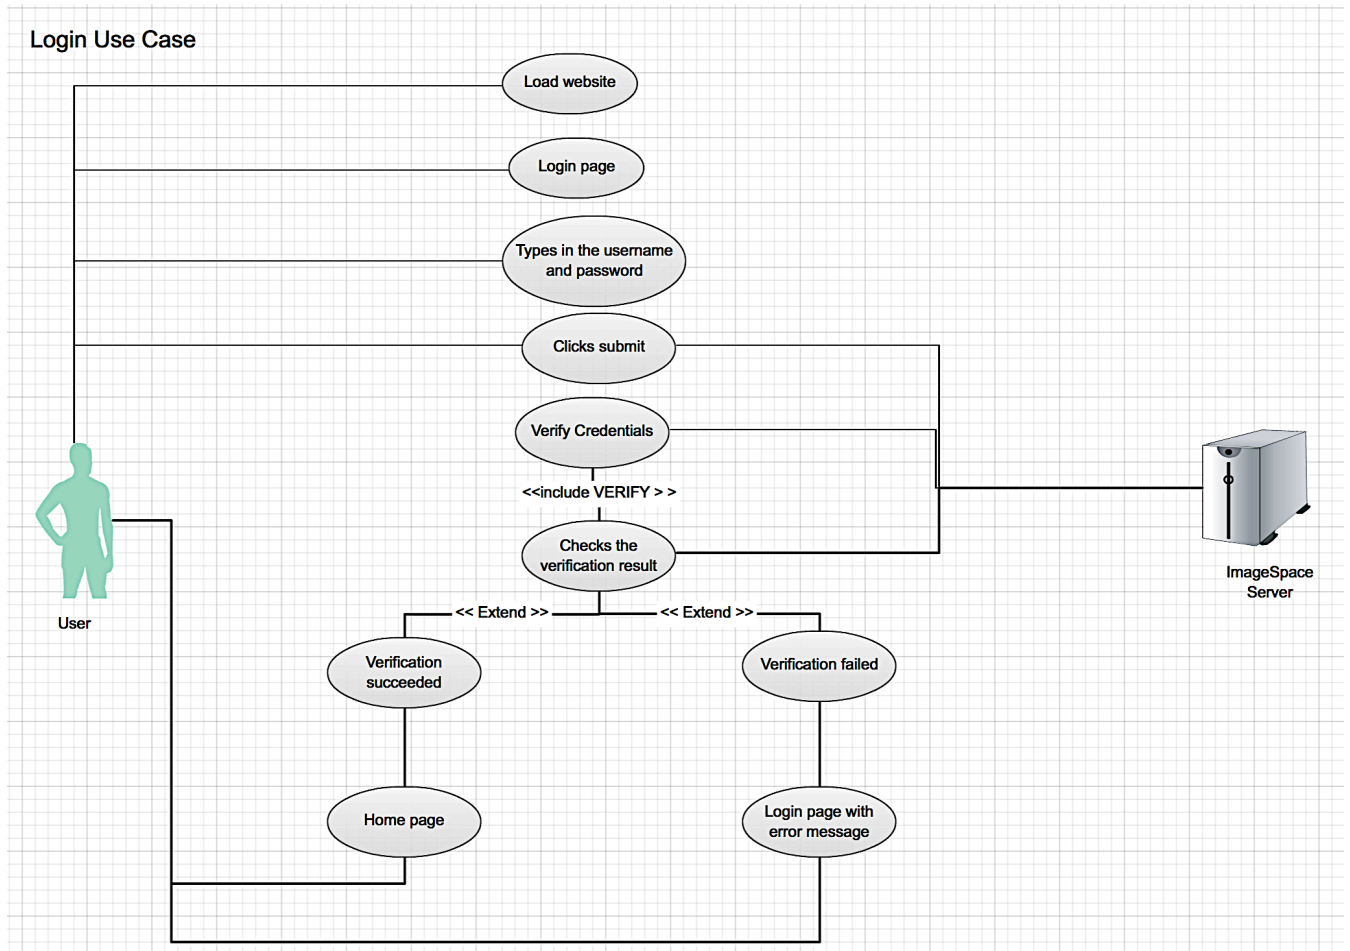 Login Use Case
Load website
Login page
Types in the username
and password
Clicks submit
Verify Credentials
<<include VERIFY > >
Checks the
verification result
<< Extend >>
<< Extend >>
Verification
succeeded
Verification failed
Home page
Login page with
error message
User
ImageSpace
Server